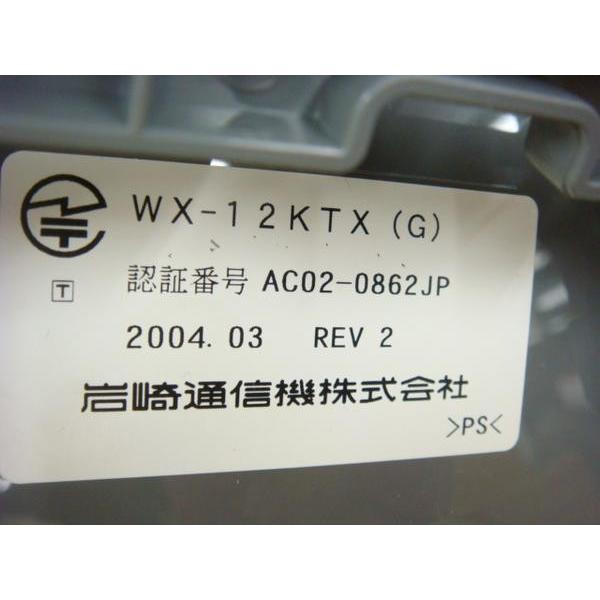 WX-12KTX (G)
T 認証番号 AC02-0862JP
2004. 03 REV 2
岩崎通信機株式会社
>PS<